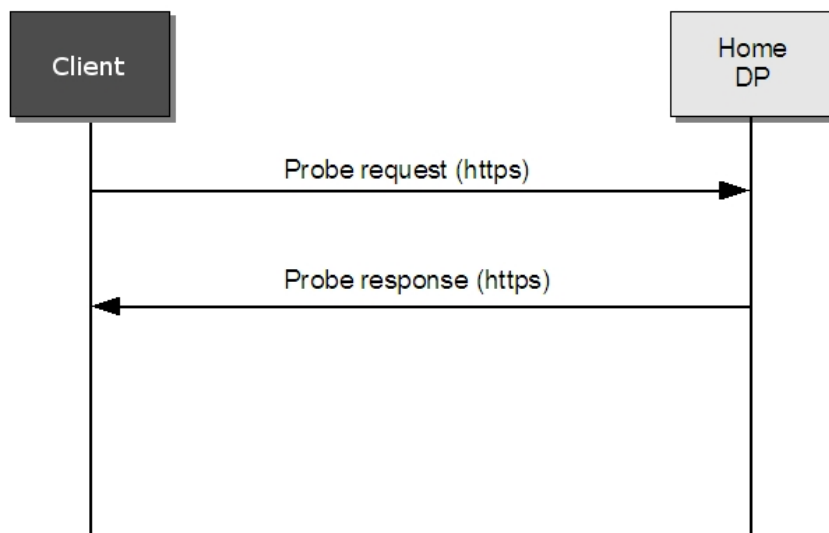 Client
Home
DP
Probe request (https)
Probe response (https)